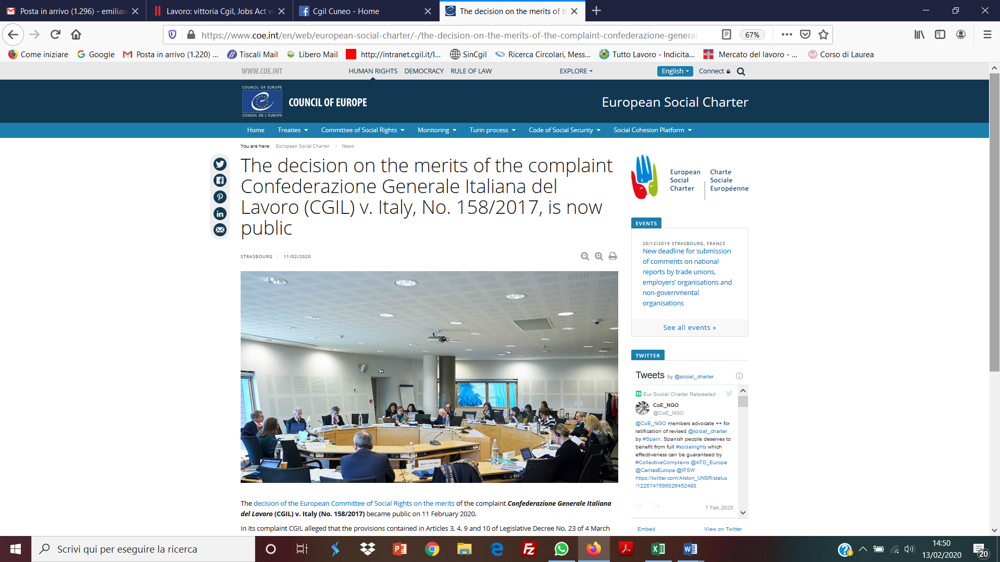 Posta in arrivo (1.296) - emilian
Lavoro: vittoria Cgil, Jobs Act vi
Cgil Cuneo - Home
The decision on the merits of th
https://www.coe.int/en/web/european-social-charter/-/the-decision-on-the-merits-of-the-complaint-confederazione-general
67%
Come iniziare
Google
Posta in arrivo (1.220) ...
Tiscali Mail
Libero Mail
http://intranet.cgil.it/l...
SinCgil
Ricerca Circolari, Mess...
Tutto Lavoro - Indicita...
Mercato del lavoro - ...
Corso di Laurea
WWW.COE.INT
HUMAN RIGHTS
DEMOCRACY
RULE OF LAW
EXPLORE
English
Connect
COUNCIL OF EUROPE
CONSEIL DE L'EUROPE
COUNCIL OF EUROPE
European Social Charter
Home
Treaties
Committee of Social Rights
Monitoring
Turin process
Code of Social Security
Social Cohesion Platform
You are here:
European Social Charter
News
The decision on the merits of the complaint
Confederazione Generale Italiana del
Lavoro (CGIL) v. Italy, No. 158/2017, is now
public
STRASBOURG
11/02/2020
The decision of the European Committee of Social Rights on the merits of the complaint Confederazione Generale Italiana
del Lavoro (CGIL) v. Italy (No. 158/2017) became public on 11 February 2020.
In its complaint CGIL alleged that the provisions contained in Articles 3, 4, 9 and 10 of Legislative Decree No. 23 of 4 March
European
Social
Charter
Charte
Sociale
Européenne
EVENTS
20/12/2019 STRASBOURG, FRANCE
New deadline for submission
of comments on national
reports by trade unions,
employers' organisations and
non-governmental
organisations
See all events »
TWITTER
Tweets by @social_charter
Eur Social Charter Retweeted
CoE_NGO
@CoE_NGO
@CoE_NGO members advocate ++ for
ratification of revised @social_charter
by #Spain. Spanish people deserves to
benefit from full #socialrights which
effectiveness can be guaranteed by
#CollectiveComplains @ATD_Europe
@CaritasEuropa @IFSW
https://twitter.com/Alston_UNSR/status
/1225747595026452480
7 Feb 2020
Embed
View on Twitter
Scrivi qui per eseguire la ricerca
14:50
13/02/2020
20